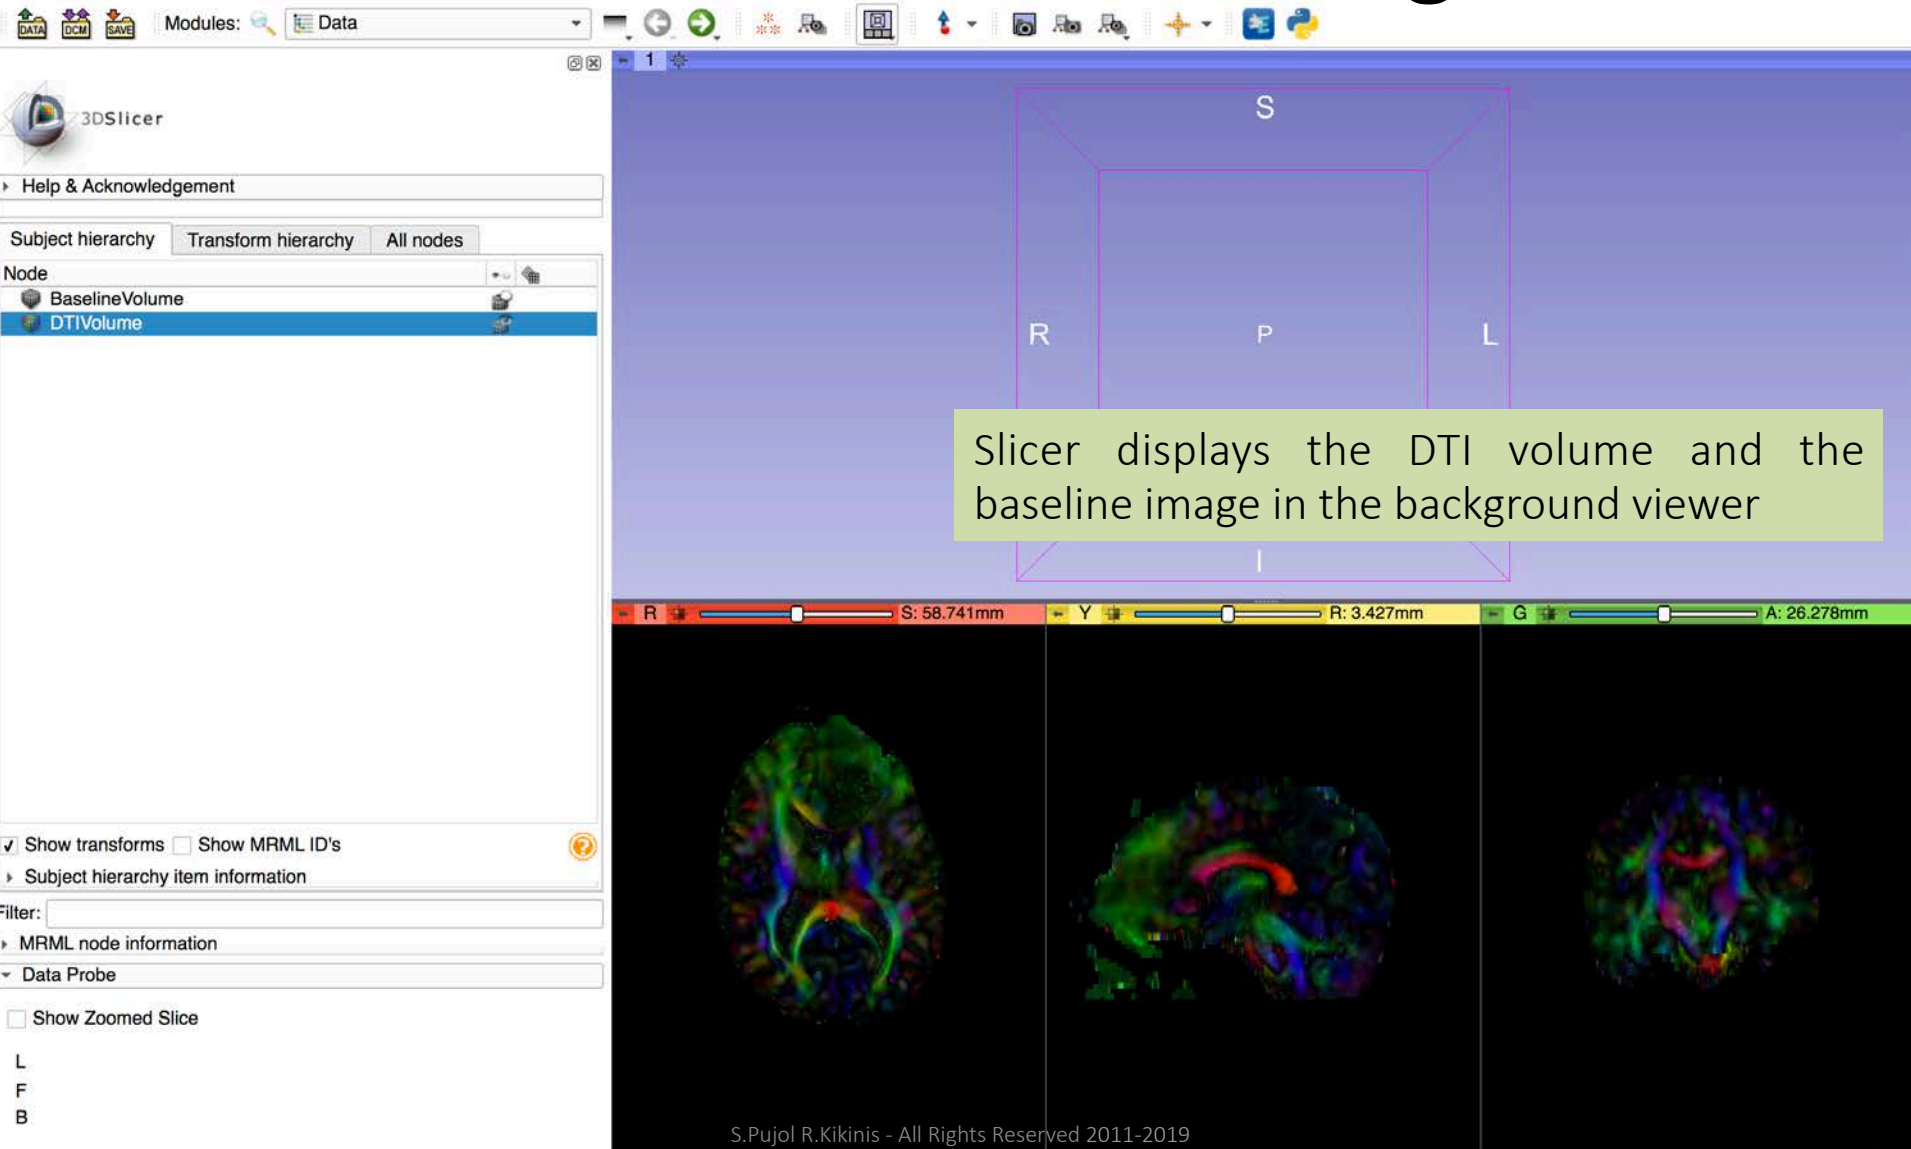 g
DATA DCM SAVE Modules: Data
1
3DSlicer
Help & Acknowledgement
Subject hierarchy Transform hierarchy All nodes
Node
BaselineVolume
DTIVolume
Show transforms Show MRML ID's
Subject hierarchy item information
Filter:
MRML node information
Data Probe
Show Zoomed Slice
L
F
B
S
R P L
I
Slicer displays the DTI volume and the
baseline image in the background viewer
R S: 58.741mm
Y R: 3.427mm
G A: 26.278mm
S.Pujol R.Kikinis - All Rights Reserved 2011-2019